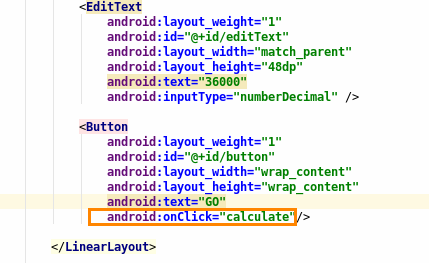 <EditText
android:layout_weight="1"
android:id="@+id/editText"
android:layout_width="match_parent"
android:layout_height="48dp"
android:text="36000"
android:inputType="numberDecimal" />
<Button
android:layout_weight="1"
android:id="@+id/button"
android:layout_width="wrap_content"
android:layout_height="wrap_content"
android:text="GO"
android:onClick="calculate"/>
</LinearLayout>